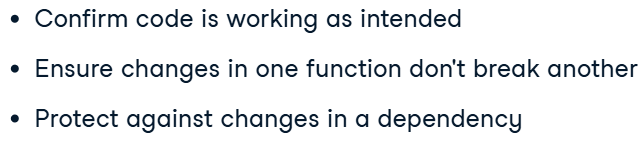 • Confirm code is working as intended
• Ensure changes in one function don't break another
• Protect against changes in a dependency